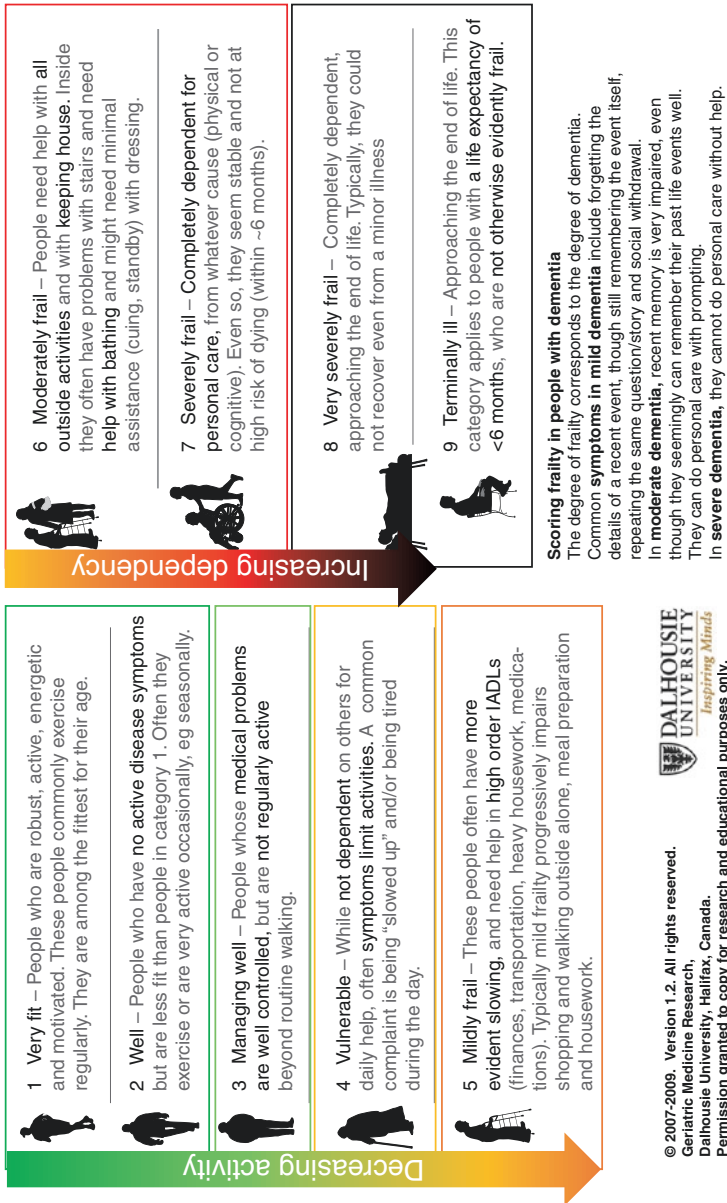 Decreasing activity
1 Very fit – People who are robust, active, energetic
and motivated. These people commonly exercise
regularly. They are among the fittest for their age.
2 Well – People who have no active disease symptoms
but are less fit than people in category 1. Often they
exercise or are very active occasionally, eg seasonally.
3 Managing well – People whose medical problems
are well controlled, but are not regularly active
beyond routine walking.
4 Vulnerable – While not dependent on others for
daily help, often symptoms limit activities. A common
complaint is being “slowed up” and/or being tired
during the day.
5 Mildly frail – These people often have more
evident slowing, and need help in high order IADLs
(finances, transportation, heavy housework, medica-
tions). Typically mild frailty progressively impairs
shopping and walking outside alone, meal preparation
and housework.
© 2007-2009. Version 1.2. All rights reserved.
Geriatric Medicine Research,
Dalhousie University, Halifax, Canada.
Permission granted to copy for research and educational purposes only.
DALHOUSIE
UNIVERSITY
Inspiring Minds
Increasing dependency
6 Moderately frail – People need help with all
outside activities and with keeping house. Inside
they often have problems with stairs and need
help with bathing and might need minimal
assistance (cuing, standby) with dressing.
7 Severely frail – Completely dependent for
personal care, from whatever cause (physical or
cognitive). Even so, they seem stable and not at
high risk of dying (within ~6 months).
8 Very severely frail – Completely dependent,
approaching the end of life. Typically, they could
not recover even from a minor illness
9 Terminally ill – Approaching the end of life. This
category applies to people with a life expectancy of
<6 months, who are not otherwise evidently frail.
Scoring frailty in people with dementia
The degree of frailty corresponds to the degree of dementia.
Common symptoms in mild dementia include forgetting the
details of a recent event, though still remembering the event itself,
repeating the same question/story and social withdrawal.
In moderate dementia, recent memory is very impaired, even
though they seemingly can remember their past life events well.
They can do personal care with prompting.
In severe dementia, they cannot do personal care without help.